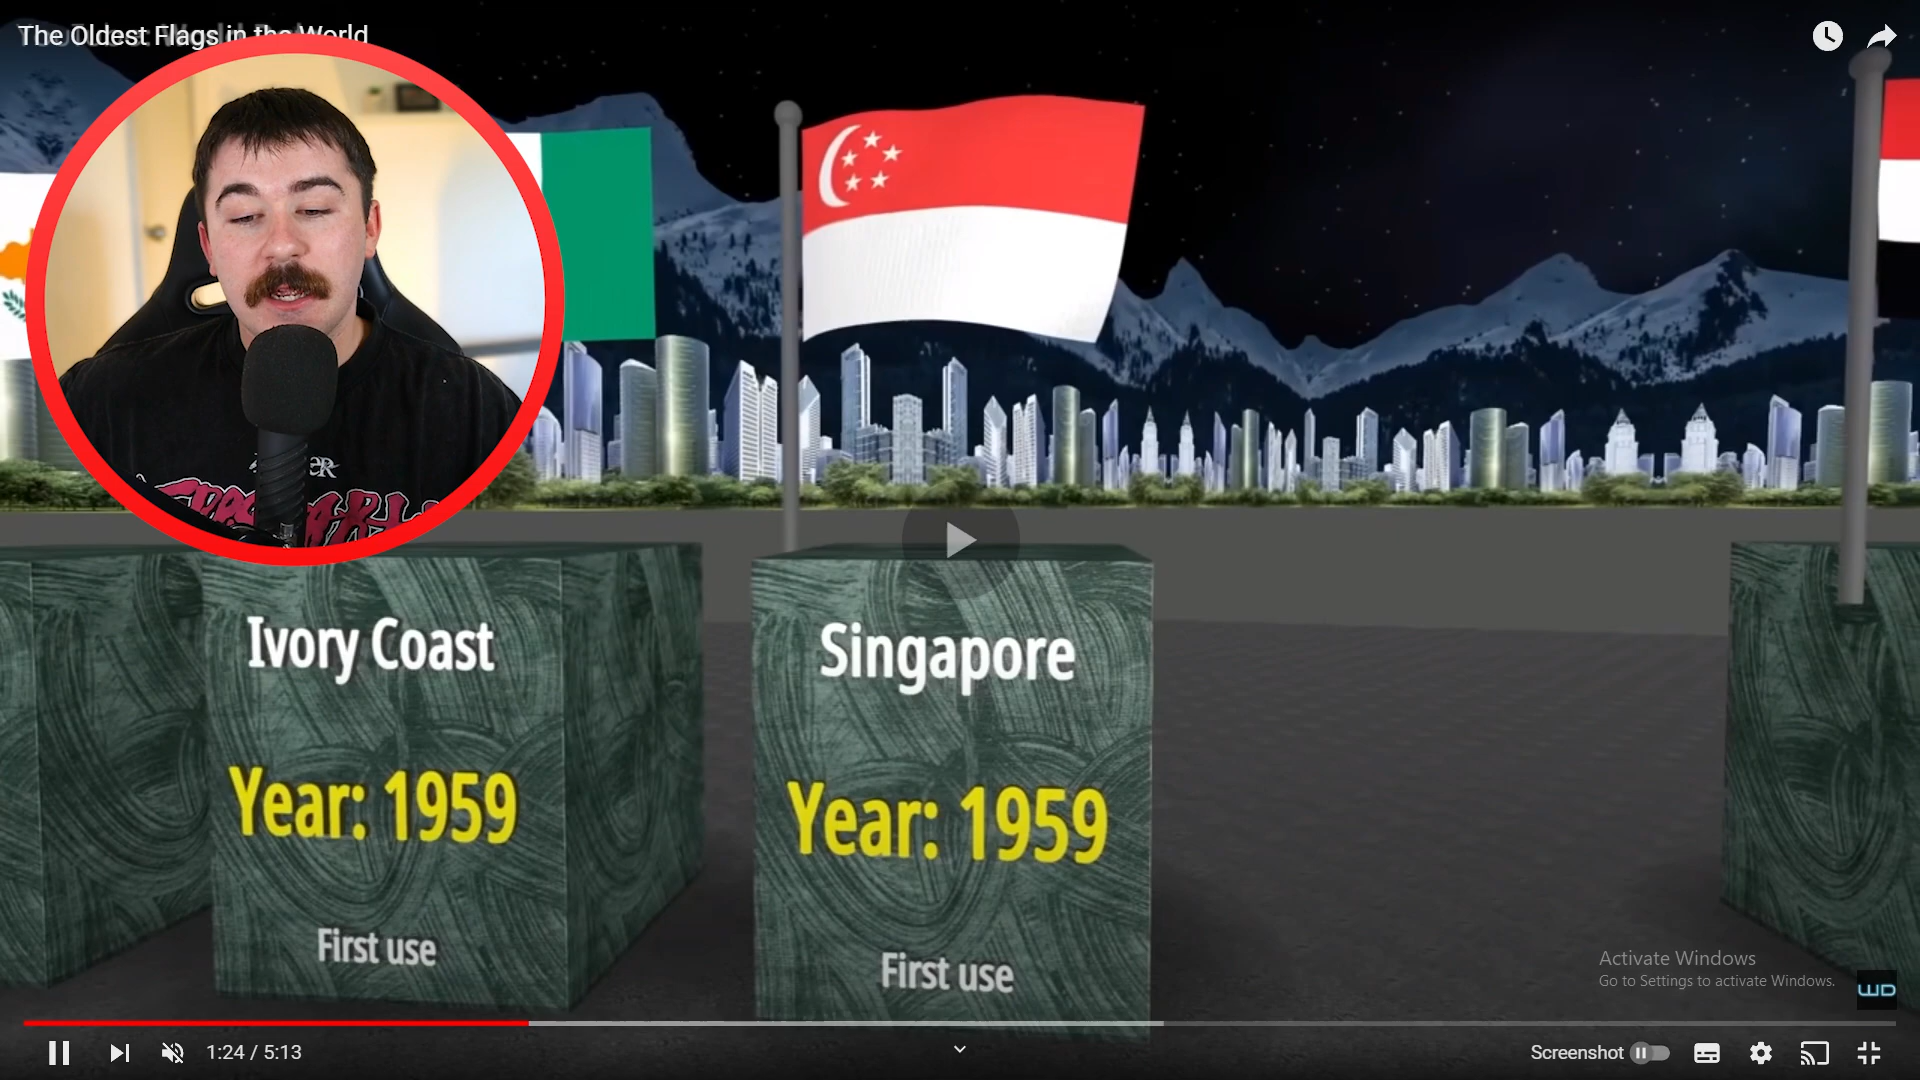 The Oldest Flags in the World
Ivory Coast
Year: 1959
First use
Singapore
Year: 1959
First use
Activate Windows
Go to Settings to activate Windows.
WD
1:24 / 5:13
Screenshot